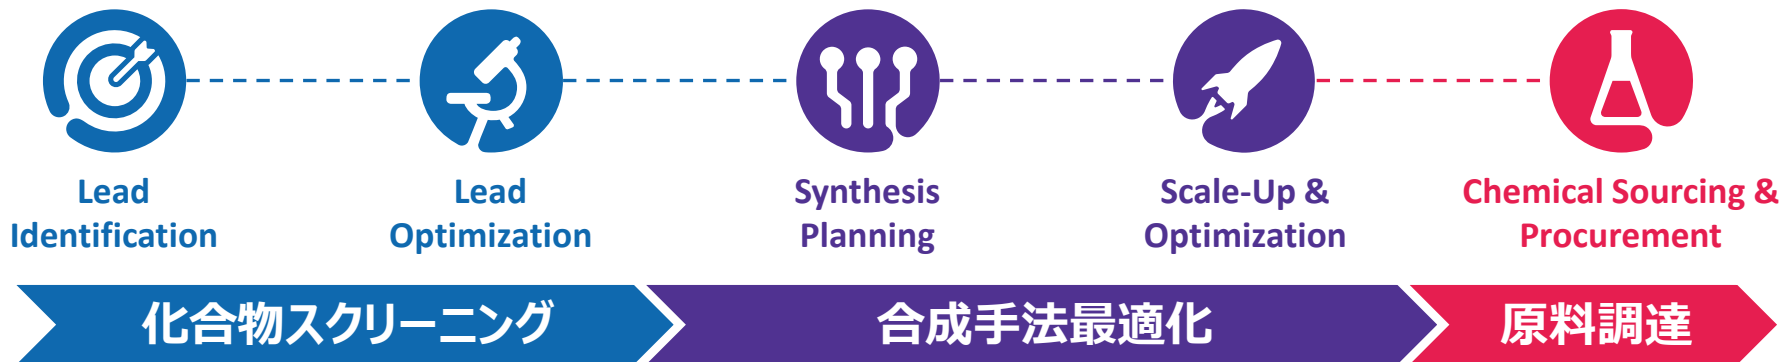 Lead
Identification
Lead
Optimization
Synthesis
Planning
Scale-Up &
Optimization
Chemical Sourcing &
Procurement
化合物スクリーニング
合成手法最適化
原料調達